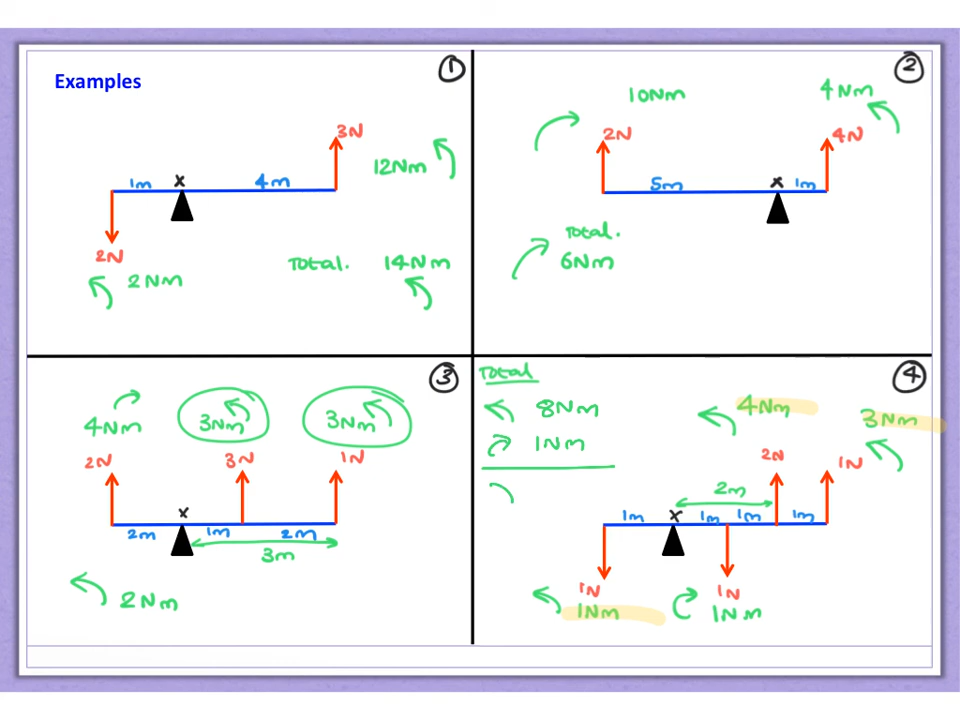 Examples
1
3N
1m x 4m
12Nm
2N
2Nm
Total. 14Nm
2
10Nm
4Nm
2N
4N
5m x 1m
Total.
6Nm
3
4Nm 3Nm 3Nm
2N 3N 1N
x
2m 1m 2m
3m
2Nm
4
Total
8Nm
1Nm
4Nm
3Nm
2N
1N
2m
1m x 1m 1m 1m
1N
1Nm
1N
1Nm